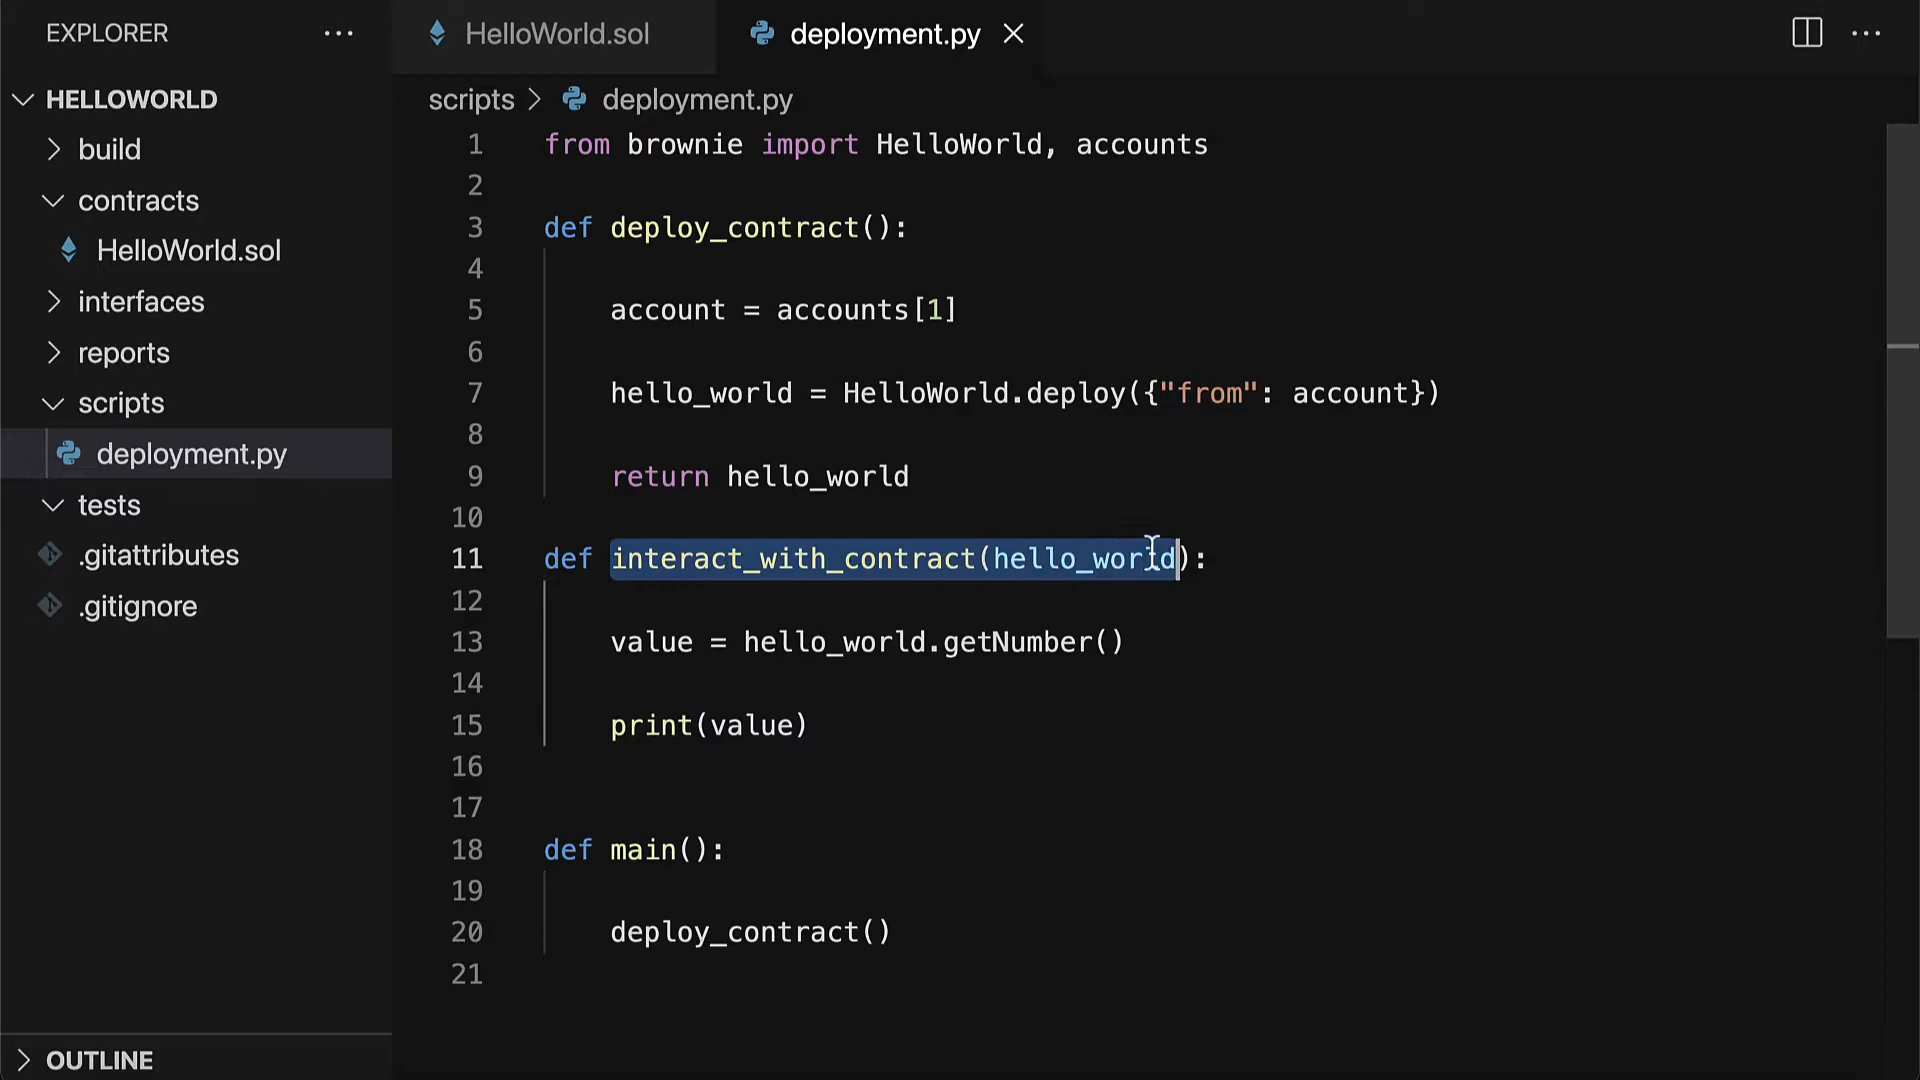 EXPLORER
HELLOWORLD
build
contracts
HelloWorld.sol
interfaces
reports
scripts
deployment.py
tests
.gitattributes
.gitignore
OUTLINE
HelloWorld.sol
deployment.py
scripts > deployment.py
1 from brownie import HelloWorld, accounts
2
3 def deploy_contract():
4
5 account = accounts[1]
6
7 hello_world = HelloWorld.deploy({"from": account})
8
9 return hello_world
10
11 def interact_with_contract(hello_world):
12
13 value = hello_world.getNumber()
14
15 print(value)
16
17
18 def main():
19
20 deploy_contract()
21